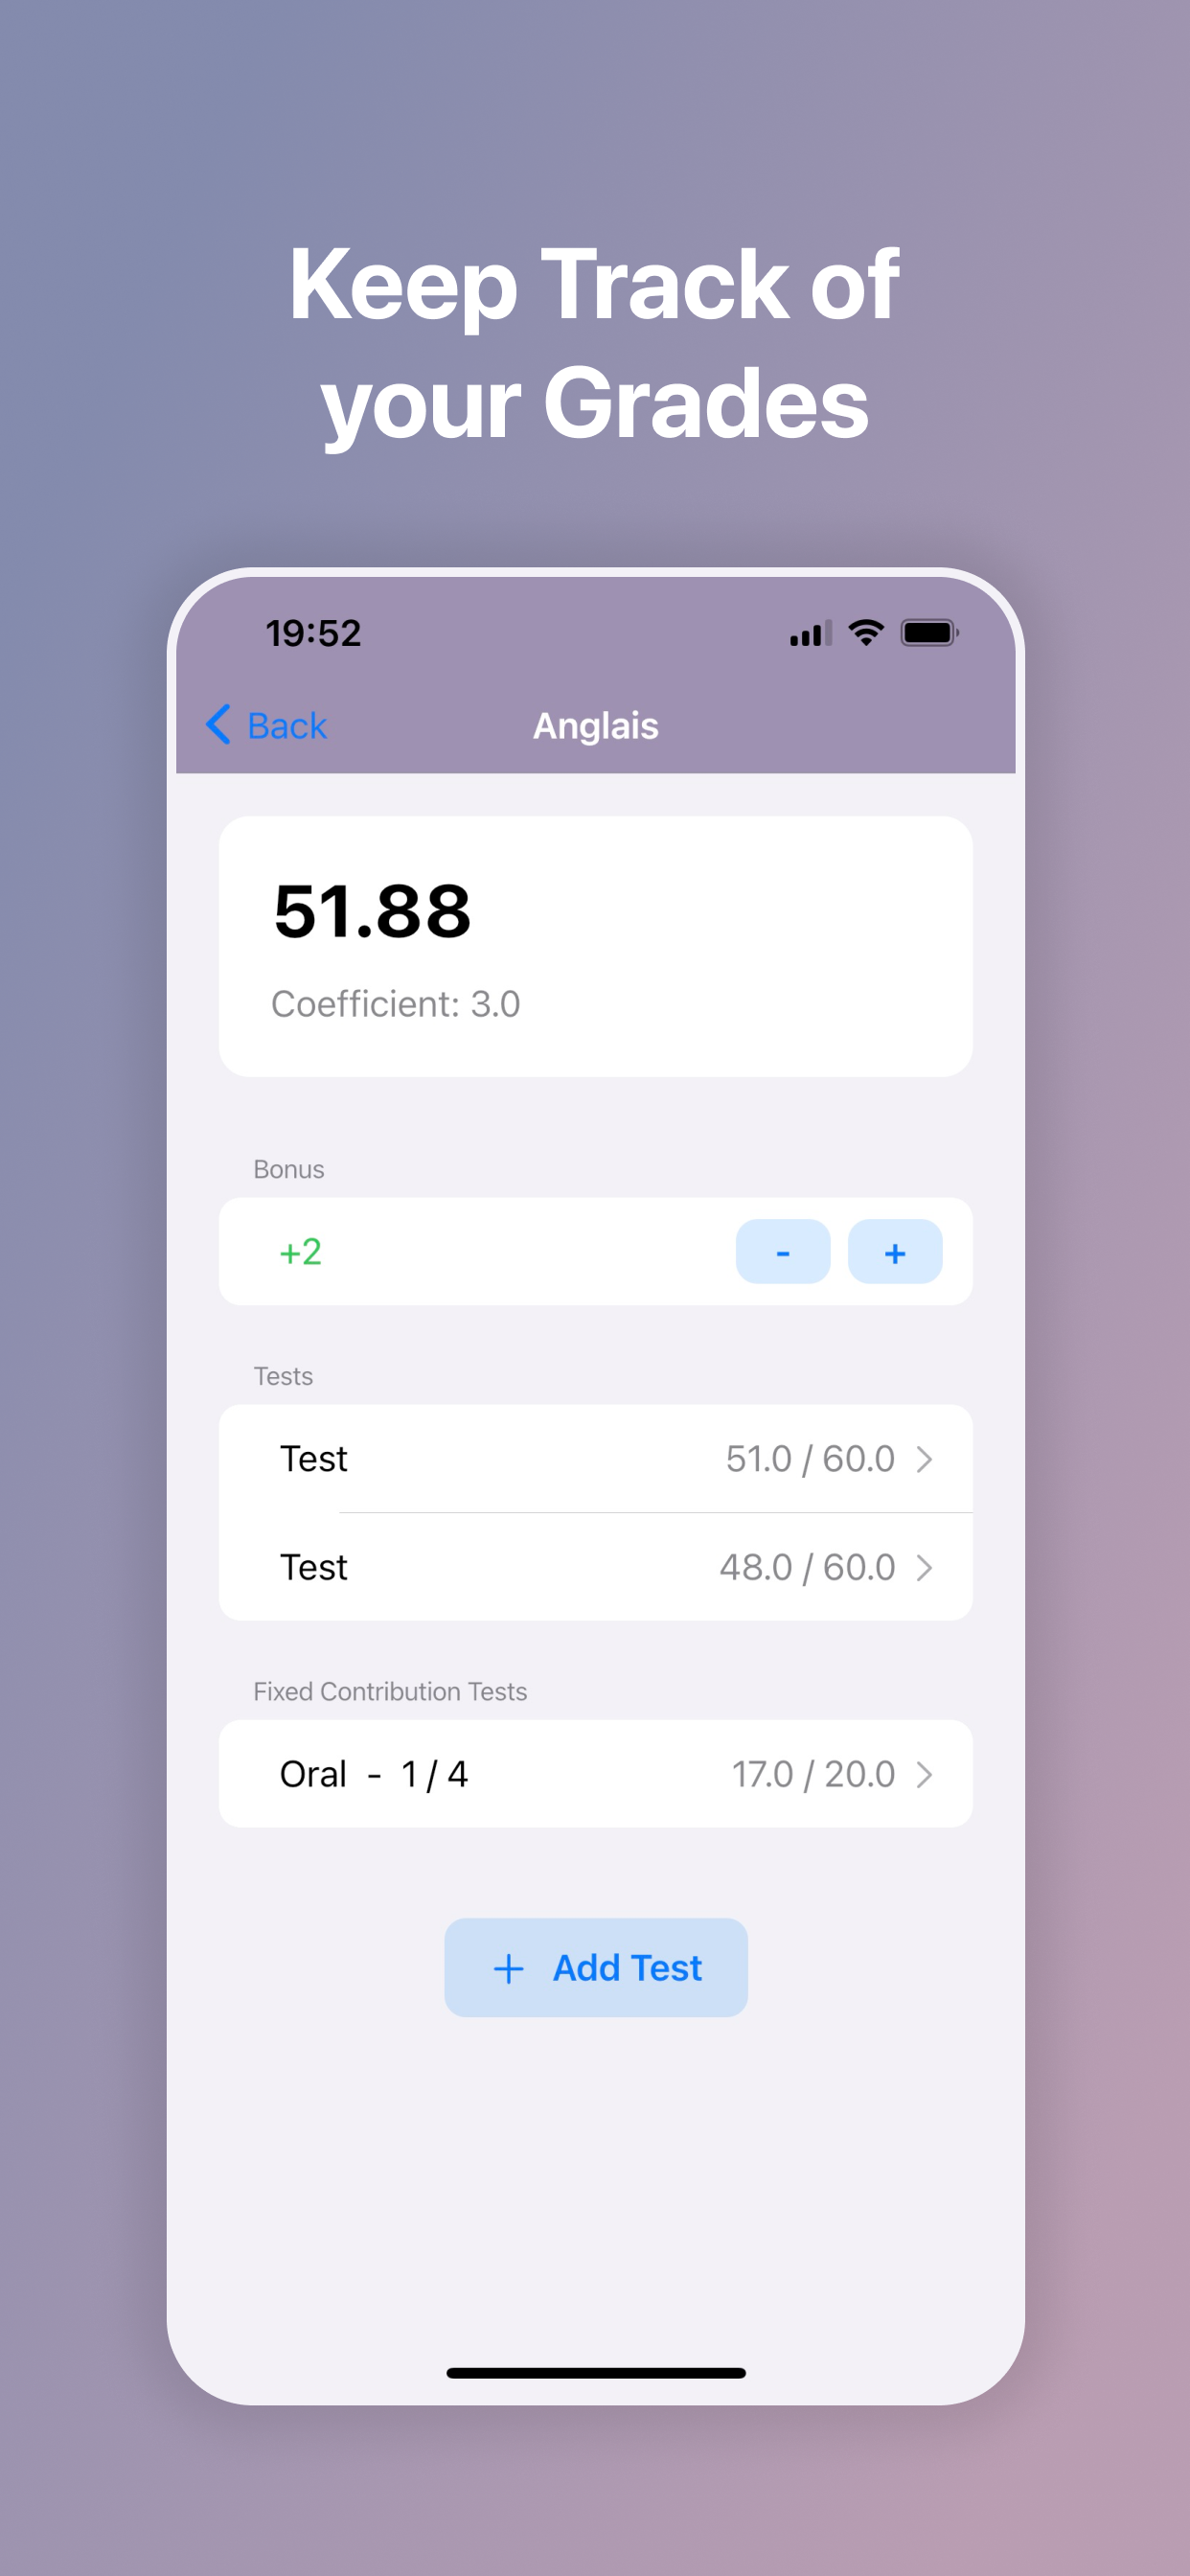 Keep Track of
your Grades
19:52
Back
Anglais
51.88
Coefficient: 3.0
Bonus
+2
-
+
Tests
Test
51.0 / 60.0
Test
48.0 / 60.0
Fixed Contribution Tests
Oral - 1 / 4
17.0 / 20.0
+ Add Test